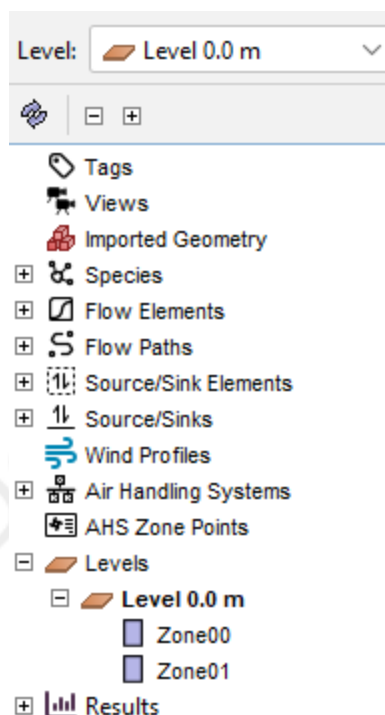 Level: Level 0.0 m
Tags
Views
Imported Geometry
Species
Flow Elements
Flow Paths
Source/Sink Elements
Source/Sinks
Wind Profiles
Air Handling Systems
AHS Zone Points
Levels
Level 0.0 m
Zone00
Zone01
Results